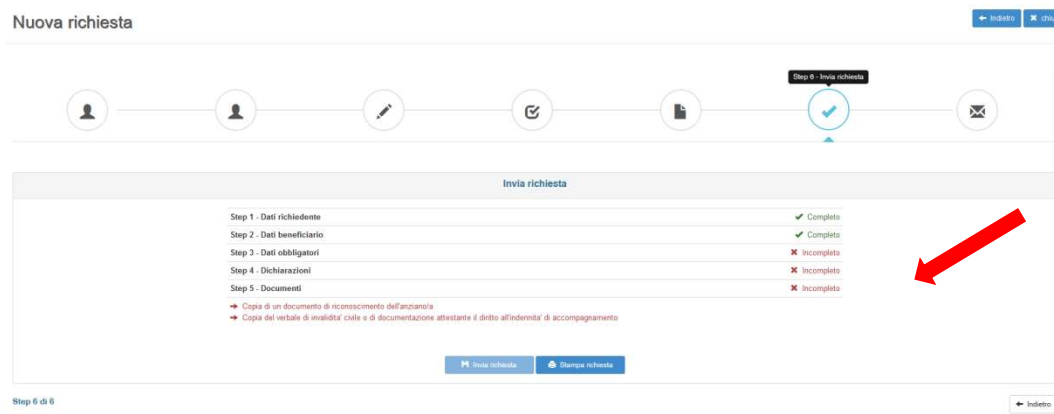 Nuova richiesta
Indietro
Step 6 - Invia richiesta
Invia richiesta
Step 1 - Dati richiedente Completo
Step 2 - Dati beneficiario Completo
Step 3 - Dati obbligatori Incompleto
Step 4 - Dichiarazioni Incompleto
Step 5 - Documenti Incompleto
Copia di un documento di riconoscimento dell'anziano/a
Copia del verbale di invalidita' civile o di documentazione attestante il diritto all'indennita' di accompagnamento
Invia richiesta Stampa richiesta
Step 6 di 6
Indietro